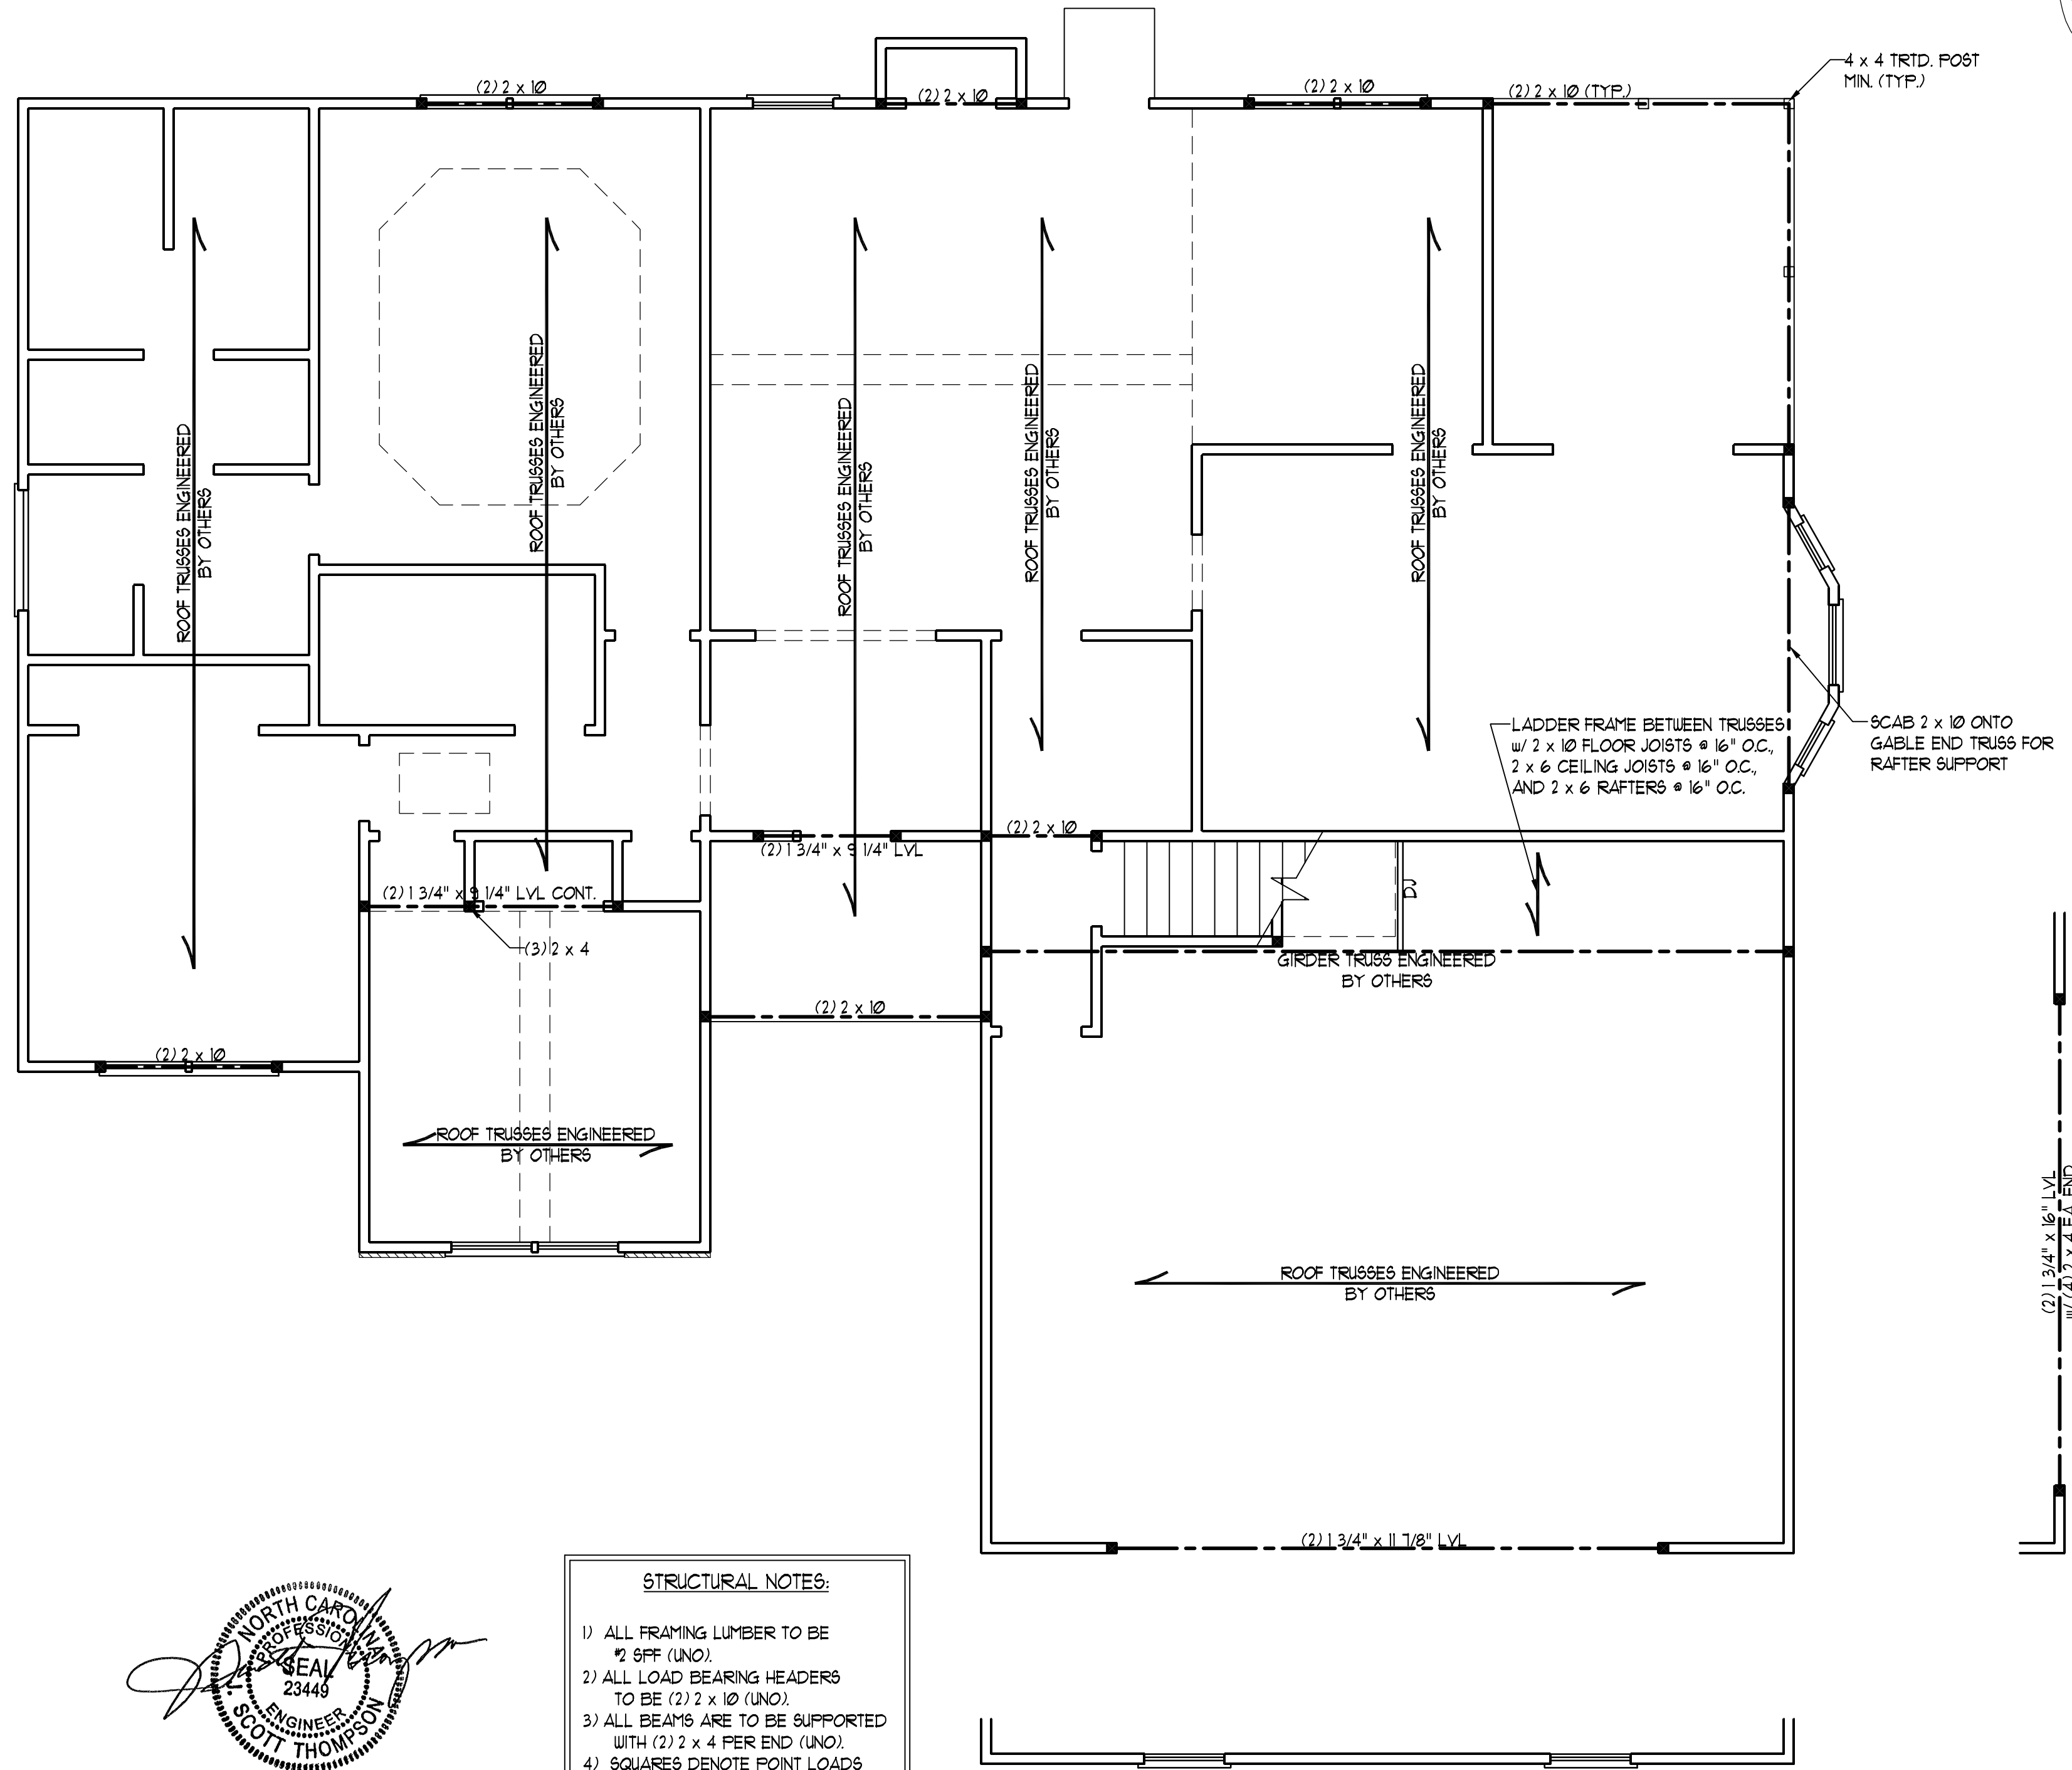 (2) 2 x 10
(2) 2 x 10
(2) 2 x 10
(2) 2 x 10 (TYP.)
4 x 4 TRTD. POST
MIN. (TYP.)
ROOF TRUSSES ENGINEERED
BY OTHERS
ROOF TRUSSES ENGINEERED
BY OTHERS
ROOF TRUSSES ENGINEERED
BY OTHERS
ROOF TRUSSES ENGINEERED
BY OTHERS
ROOF TRUSSES ENGINEERED
BY OTHERS
LADDER FRAME BETWEEN TRUSSES
w/ 2 x 10 FLOOR JOISTS @ 16" O.C.,
2 x 6 CEILING JOISTS @ 16" O.C.,
AND 2 x 6 RAFTERS @ 16" O.C.
SCAB 2 x 10 ONTO
GABLE END TRUSS FOR
RAFTER SUPPORT
(2) 2 x 10
(2) 1 3/4" x 9 1/4" LVL
(2) 1 3/4" x 9 1/4" LVL CONT.
DJ
(3) 2 x 4
GIRDER TRUSS ENGINEERED
BY OTHERS
(2) 2 x 10
(2) 2 x 10
ROOF TRUSSES ENGINEERED
BY OTHERS
(2) 1 3/4" x 16" LVL
w/ (4) 2 x 4 EA END
ROOF TRUSSES ENGINEERED
BY OTHERS
(2) 1 3/4" x 11 7/8" LVL
STRUCTURAL NOTES:
1) ALL FRAMING LUMBER TO BE
#2 SPF (UNO).
2) ALL LOAD BEARING HEADERS
TO BE (2) 2 x 10 (UNO).
3) ALL BEAMS ARE TO BE SUPPORTED
WITH (2) 2 x 4 PER END (UNO).
4) SQUARES DENOTE POINT LOADS
NORTH CAROLINA
PROFESSIONAL
SEAL
23449
ENGINEER
SCOTT THOMPSON